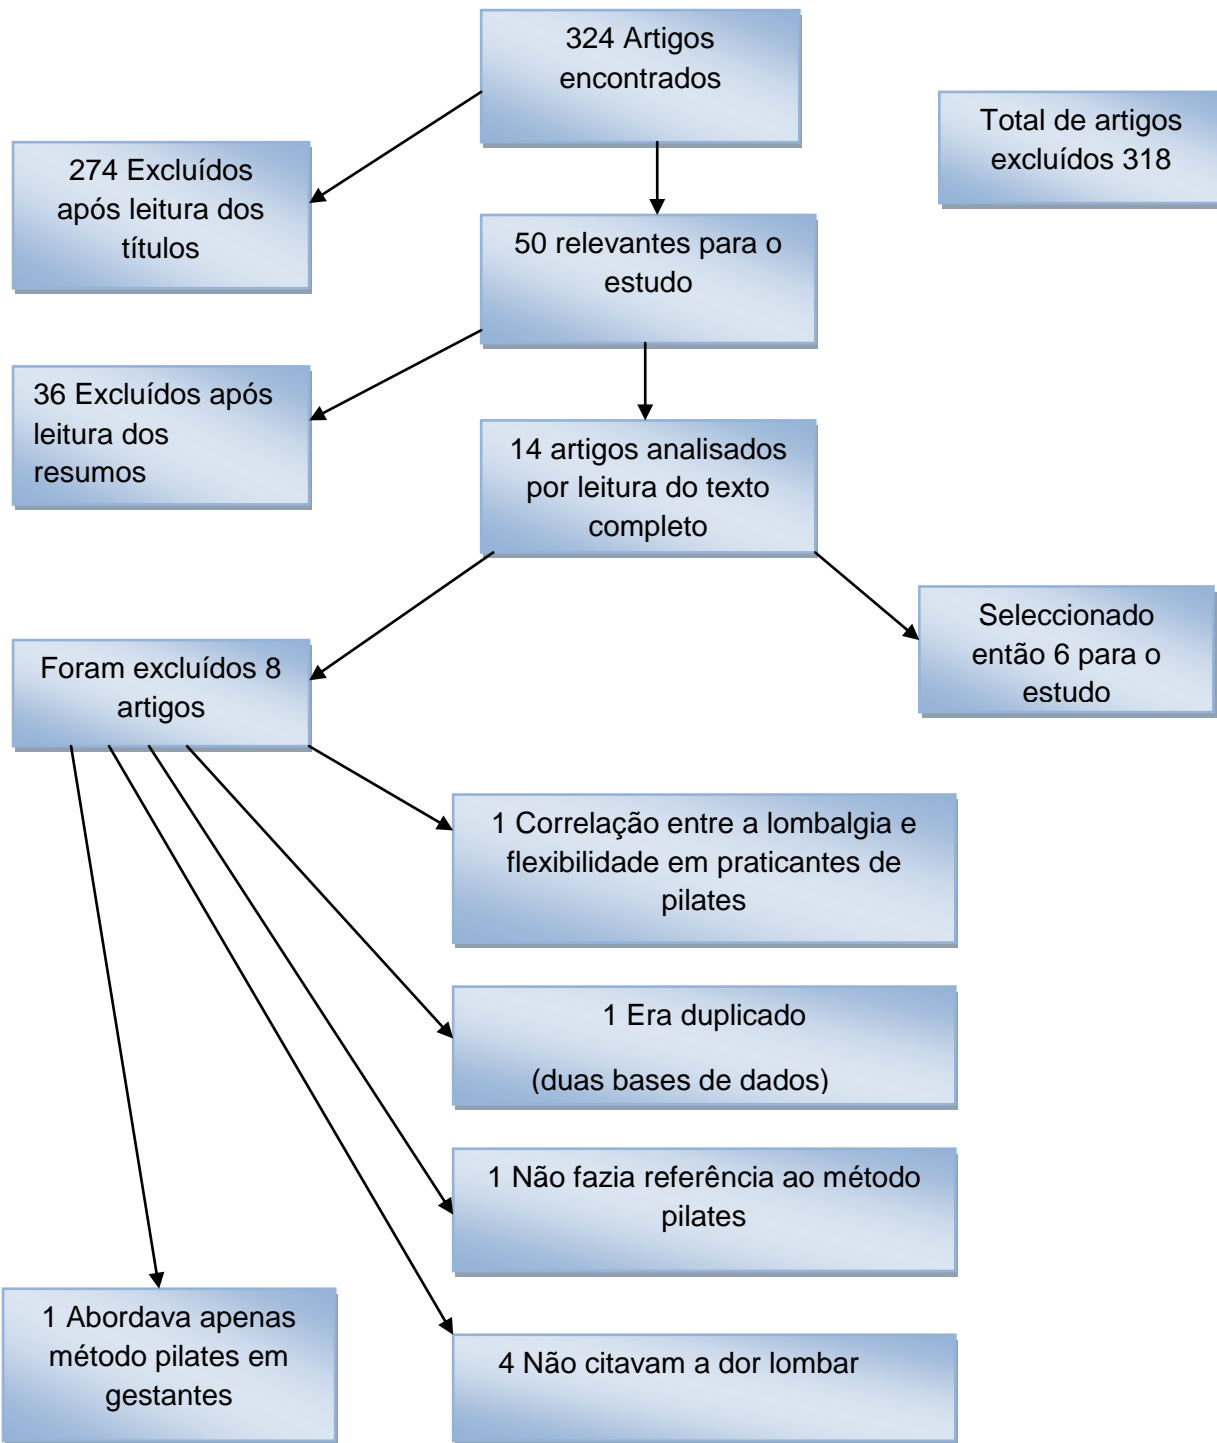 324 Artigos
encontrados
Total de artigos
excluídos 318
274 Excluídos
após leitura dos
títulos
50 relevantes para o
estudo
36 Excluídos após
leitura dos
resumos
14 artigos analisados
por leitura do texto
completo
Seleccionado
então 6 para o
estudo
Foram excluídos 8
artigos
1 Correlação entre a lombalgia e
flexibilidade em praticantes de
pilates
1 Era duplicado
(duas bases de dados)
1 Não fazia referência ao método
pilates
1 Abordava apenas
método pilates em
gestantes
4 Não citavam a dor lombar